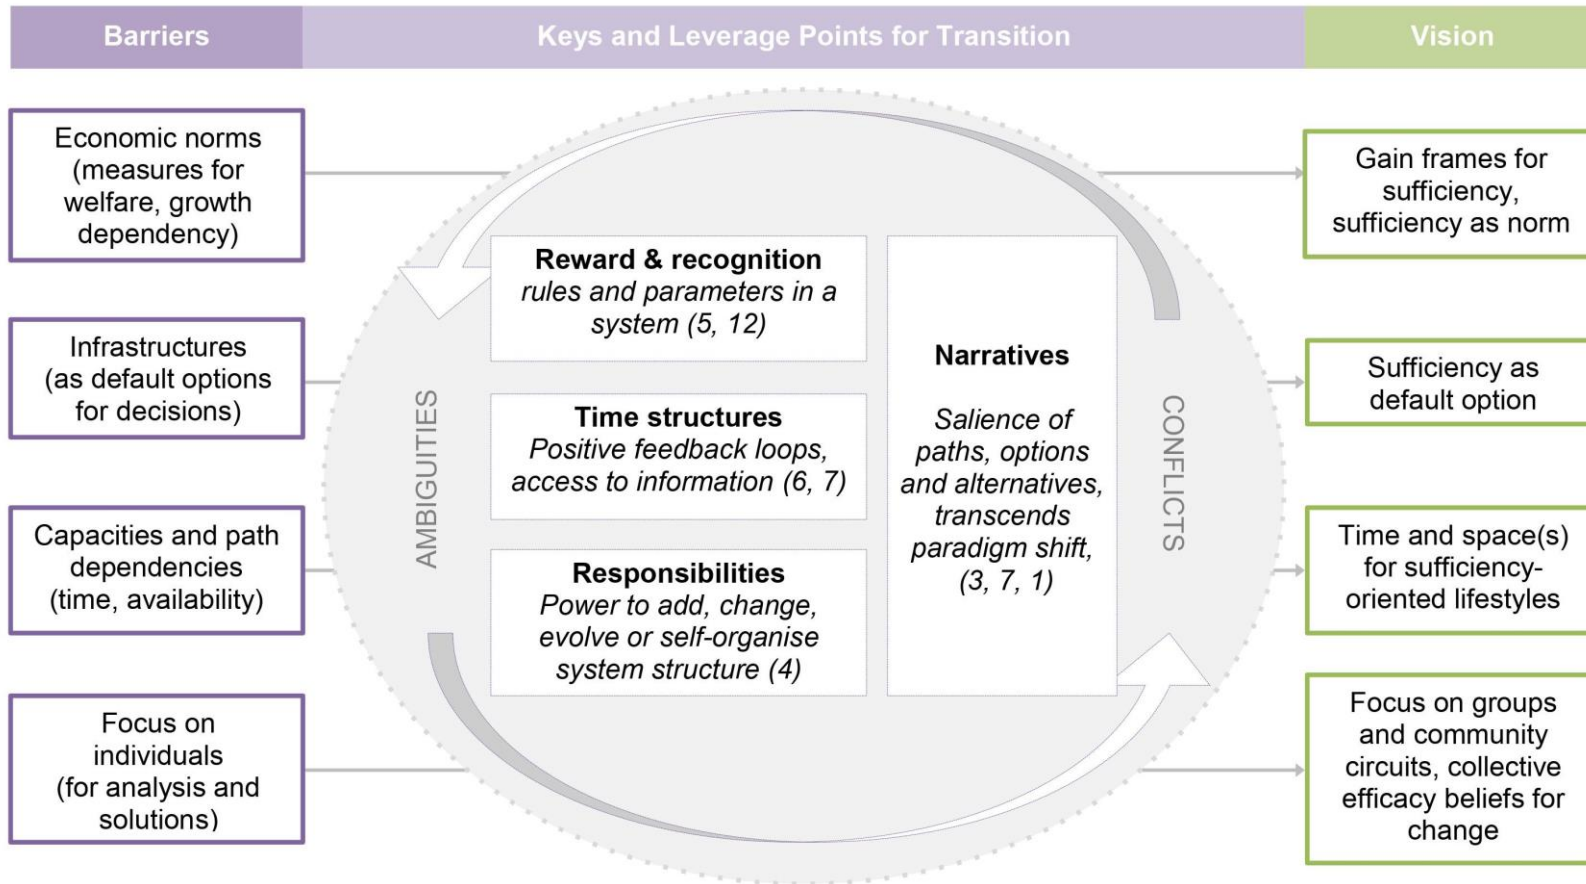 Barriers
Keys and Leverage Points for Transition
Vision
Economic norms
(measures for
welfare, growth
dependency)
Infrastructures
(as default options
for decisions)
Capacities and path
dependencies
(time, availability)
Focus on
individuals
(for analysis and
solutions)
AMBIGUITIES
Reward & recognition
rules and parameters in a
system (5, 12)
Time structures
Positive feedback loops,
access to information (6, 7)
Responsibilities
Power to add, change,
evolve or self-organise
system structure (4)
Narratives
Salience of
paths, options
and alternatives,
transcends
paradigm shift,
(3, 7, 1)
CONFLICTS
Gain frames for
sufficiency,
sufficiency as norm
Sufficiency as
default option
Time and space(s)
for sufficiency-
oriented lifestyles
Focus on groups
and community
circuits, collective
efficacy beliefs for
change